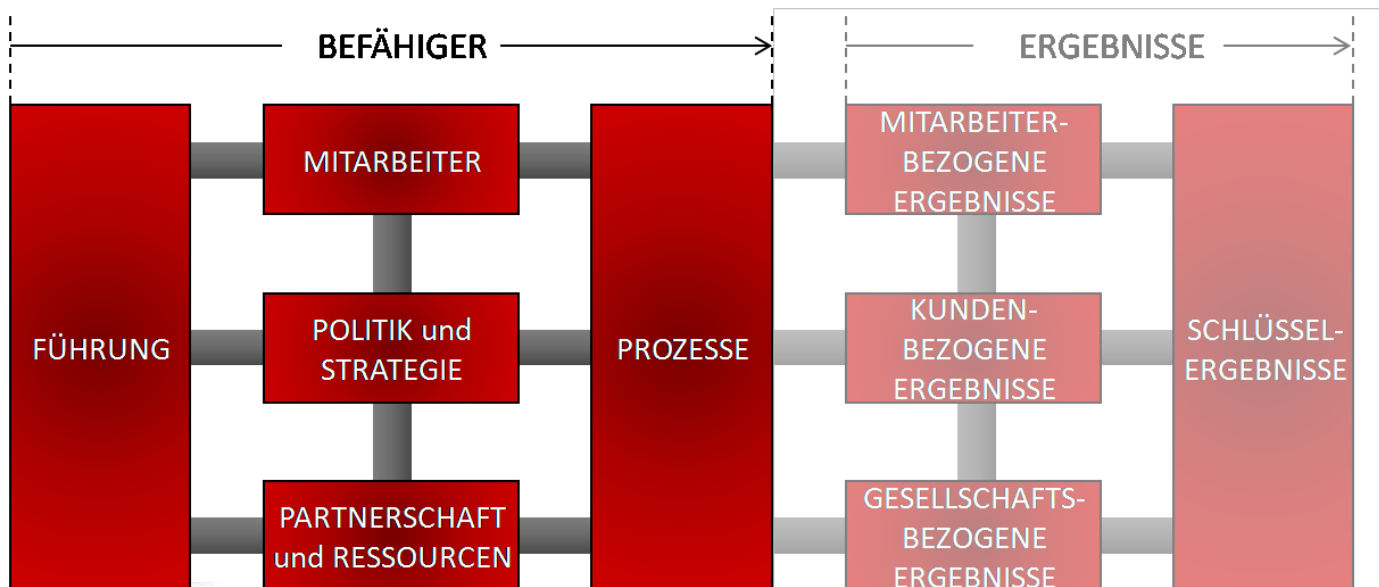 BEFÄHIGER
ERGEBNISSE
FÜHRUNG
MITARBEITER
POLITIK und
STRATEGIE
PARTNERSCHAFT
und RESSOURCEN
PROZESSE
MITARBEITER-
BEZOGENE
ERGEBNISSE
KUNDEN-
BEZOGENE
ERGEBNISSE
GESELLSCHAFTS-
BEZOGENE
ERGEBNISSE
SCHLÜSSEL-
ERGEBNISSE